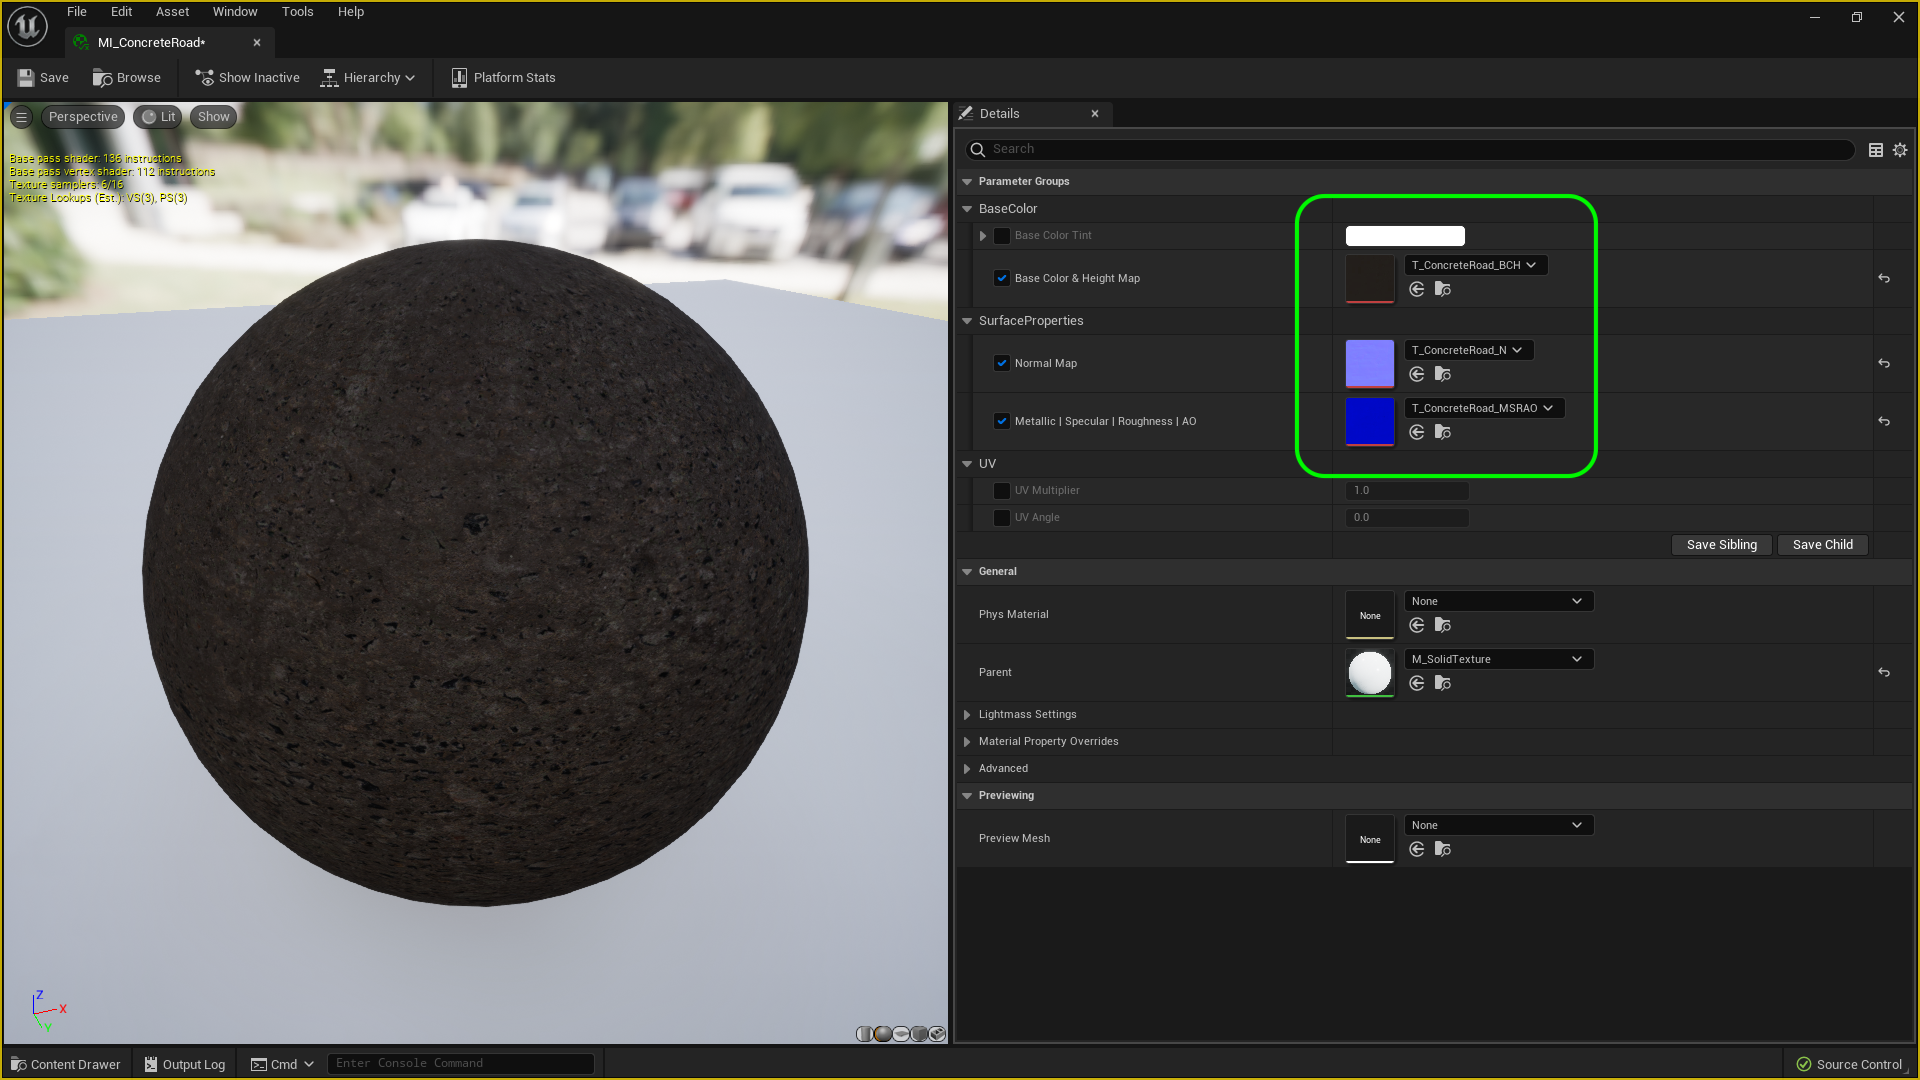 File Edit Asset Window Tools Help
MI_ConcreteRoad*
Save Browse Show Inactive Hierarchy Platform Stats
Perspective Lit Show
Base pass shader: 136 instructions
Base pass vertex shader: 112 instructions
Texture samplers: 6/16
Texture Lookups (Est.): VS(3), PS(3)
Z
X
Y
Details
Search
Parameter Groups
BaseColor
Base Color Tint
Base Color & Height Map
T_ConcreteRoad_BCH
SurfaceProperties
Normal Map
T_ConcreteRoad_N
Metallic | Specular | Roughness | AO
T_ConcreteRoad_MSRAO
UV
UV Multiplier 1.0
UV Angle 0.0
Save Sibling Save Child
General
Phys Material None None
Parent M_SolidTexture
Lightmass Settings
Material Property Overrides
Advanced
Previewing
Preview Mesh None None
Content Drawer Output Log Cmd Enter Console Command Source Control